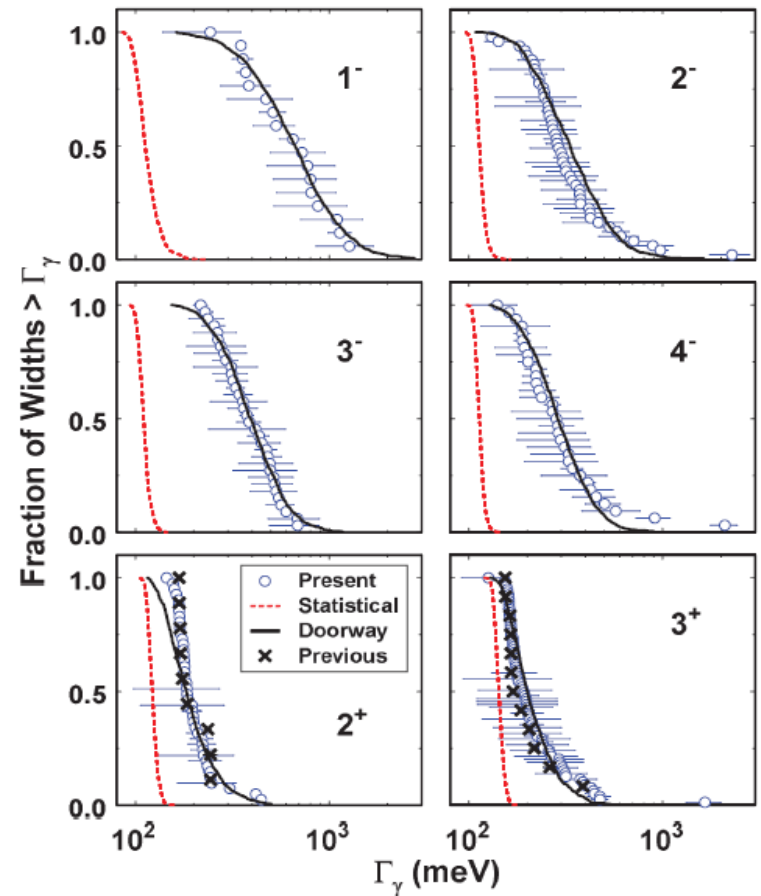 1.0
0.5
0.0
1⁻
2⁻
1.0
0.5
0.0
3⁻
4⁻
1.0
0.5
0.0
Present
Statistical
Doorway
Previous
2⁺
3⁺
10² 10³ 10² 10³
Γγ (meV)
Fraction of Widths > Γγ